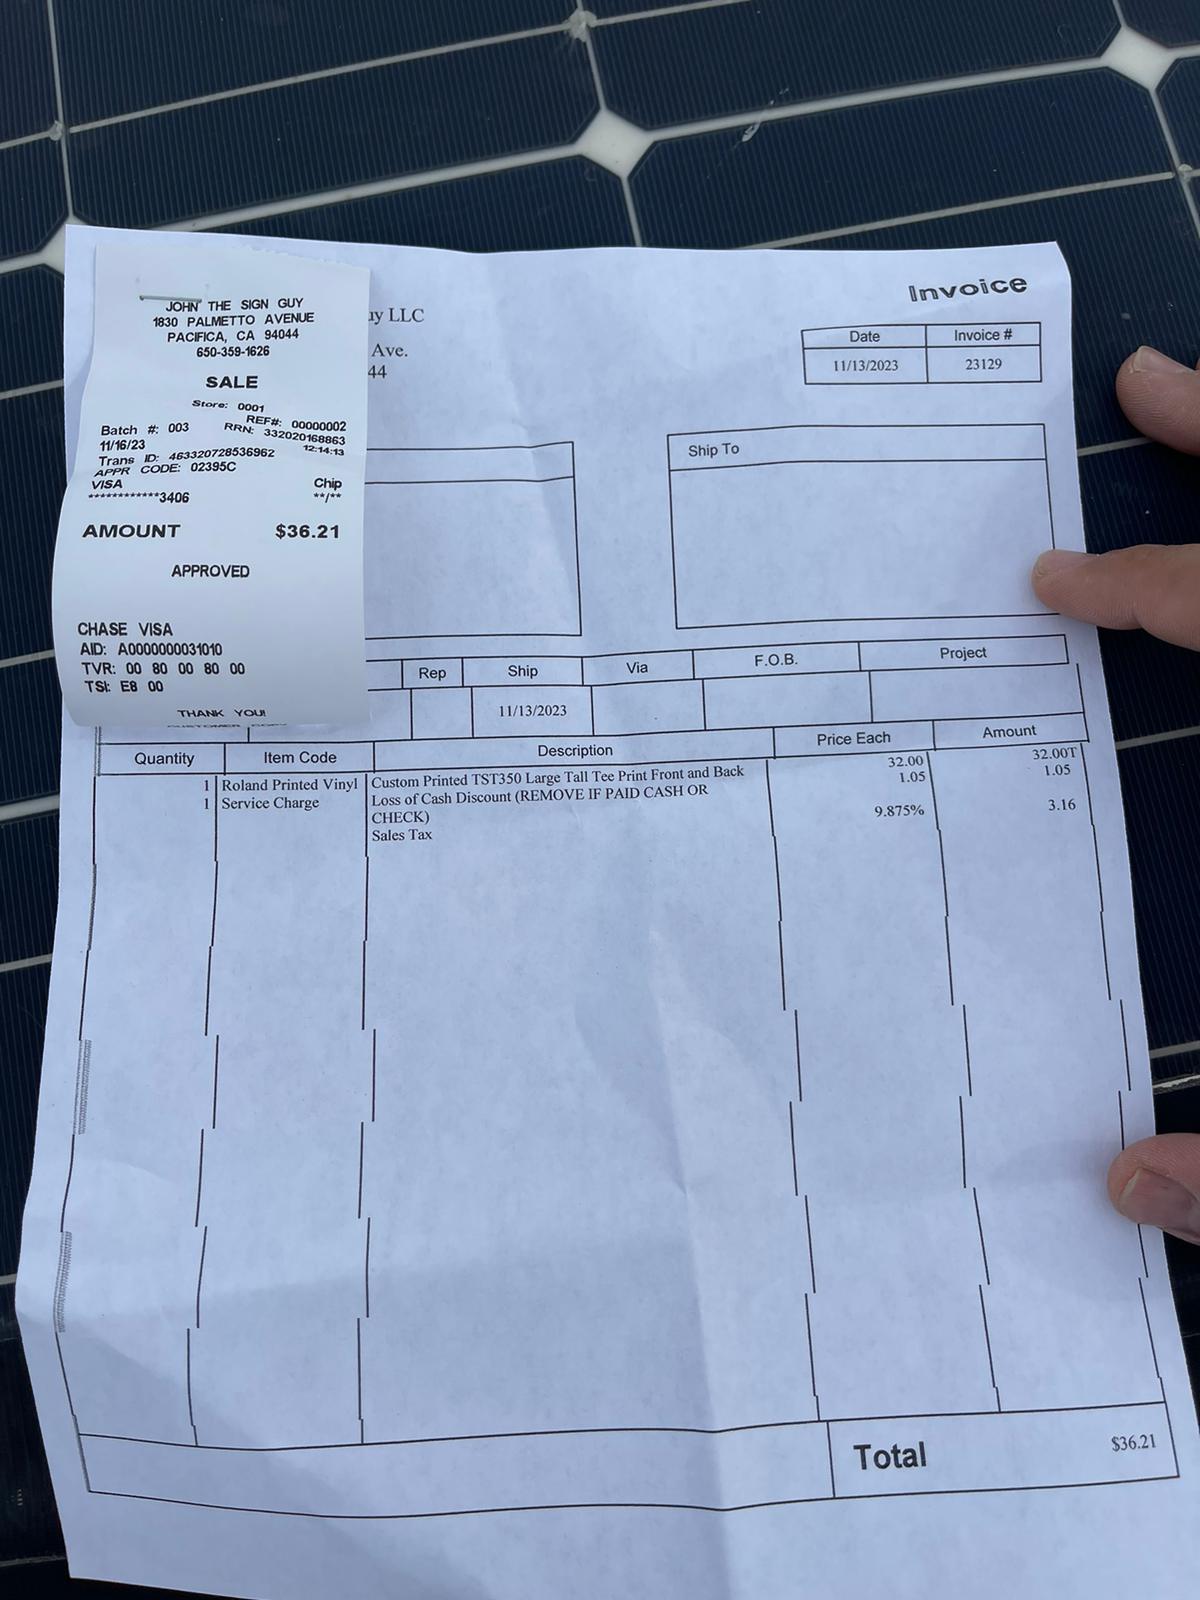 JOHN THE SIGN GUY
1830 PALMETTO AVENUE
PACIFICA, CA 94044
650-359-1626
SALE
Store: 0001
REF#: 00000002
Batch #: 003
RRN: 332020168863
11/16/23
12:14:13
Trans ID: 463320728536962
APPR CODE: 02395C
VISA
Chip
************3406
**/**
AMOUNT $36.21
APPROVED
CHASE VISA
AID: A0000000031010
TVR: 00 80 00 80 00
TSI: E8 00
THANK YOU!
CUSTOMER COPY
LLC
Ave.
44
Invoice
Date Invoice #
11/13/2023 23129
Ship To
Rep Ship Via F.O.B. Project
11/13/2023
Quantity Item Code Description Price Each Amount
1 Roland Printed Vinyl Custom Printed TST350 Large Tall Tee Print Front and Back 32.00 32.00T
1 Service Charge Loss of Cash Discount (REMOVE IF PAID CASH OR 1.05 1.05
CHECK)
Sales Tax 9.875% 3.16
Total $36.21